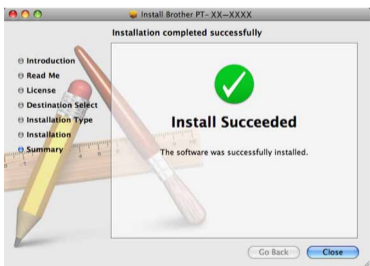 Install Brother PT- XX-XXXX
Installation completed successfully
Introduction
Read Me
License
Destination Select
Installation Type
Installation
Summary
Install Succeeded
The software was successfully installed.
Go Back
Close